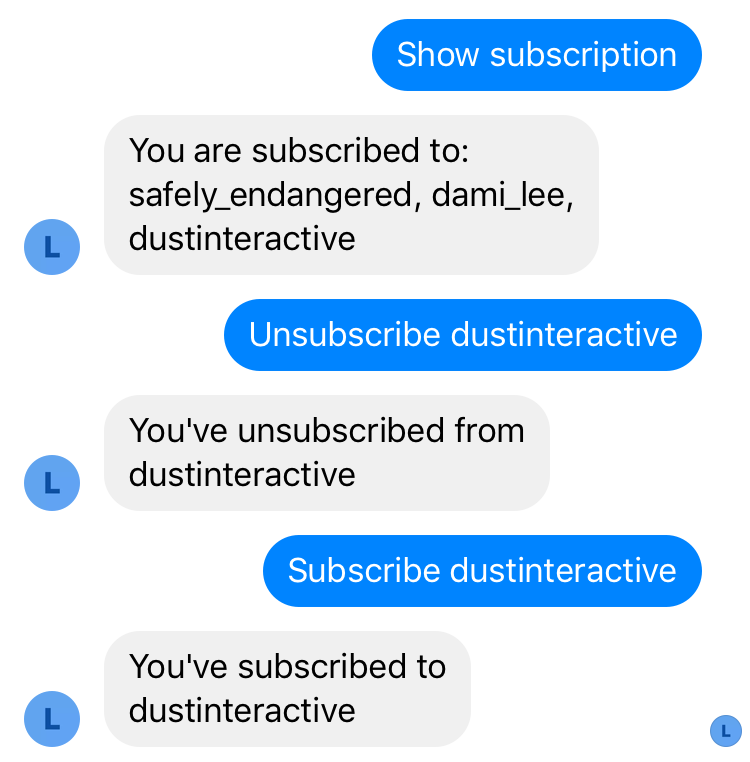 Show subscription
You are subscribed to:
safely_endangered, dami_lee,
dustinteractive
L
Unsubscribe dustinteractive
You've unsubscribed from
dustinteractive
L
Subscribe dustinteractive
You've subscribed to
dustinteractive
L
L